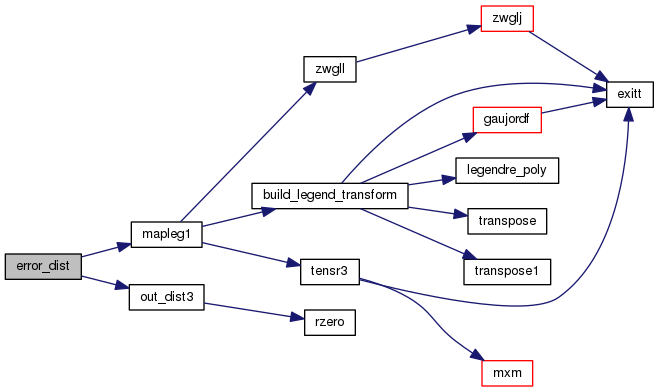 zwglj
zwgll
exitt
gaujordf
legendre_poly
build_legend_transform
transpose
mapleg1
error_dist
tensr3
transpose1
out_dist3
rzero
mxm